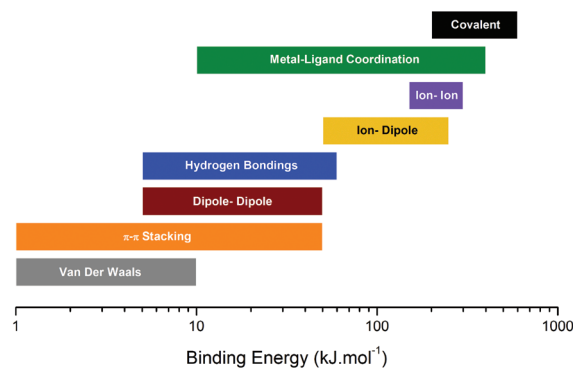 Covalent
Metal-Ligand Coordination
Ion- Ion
Ion- Dipole
Hydrogen Bondings
Dipole- Dipole
π-π Stacking
Van Der Waals
1 10 100 1000
Binding Energy (kJ.mol⁻¹)